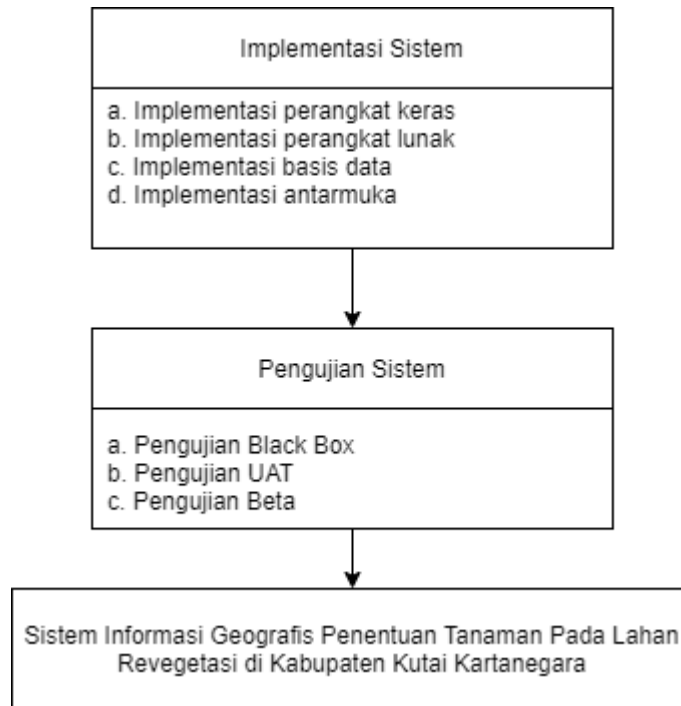 Implementasi Sistem
a. Implementasi perangkat keras
b. Implementasi perangkat lunak
c. Implementasi basis data
d. Implementasi antarmuka
Pengujian Sistem
a. Pengujian Black Box
b. Pengujian UAT
c. Pengujian Beta
Sistem Informasi Geografis Penentuan Tanaman Pada Lahan
Revegetasi di Kabupaten Kutai Kartanegara